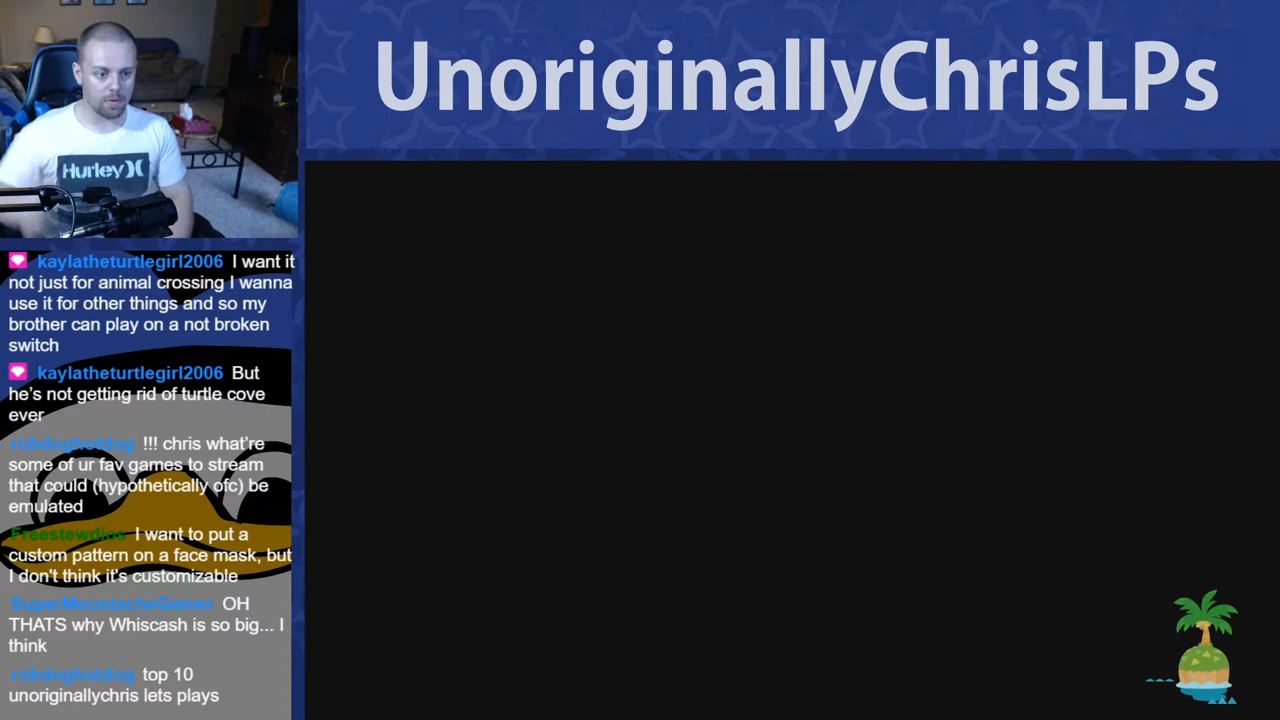 UnoriginallyChrisLPs
Hurley
kaylatheturtlegirl2006 I want it
not just for animal crossing I wanna
use it for other things and so my
brother can play on a not broken
switch
kaylatheturtlegirl2006 But
he's not getting rid of turtle cove
ever
robdoghotdog !!! chris what're
some of ur fav games to stream
that could (hypothetically ofc) be
emulated
Freestewdios I want to put a
custom pattern on a face mask, but
I don't think it's customizable
SuperMoustacheGamer OH
THATS why Whiscash is so big... I
think
robdoghotdog top 10
unoriginallychris lets plays